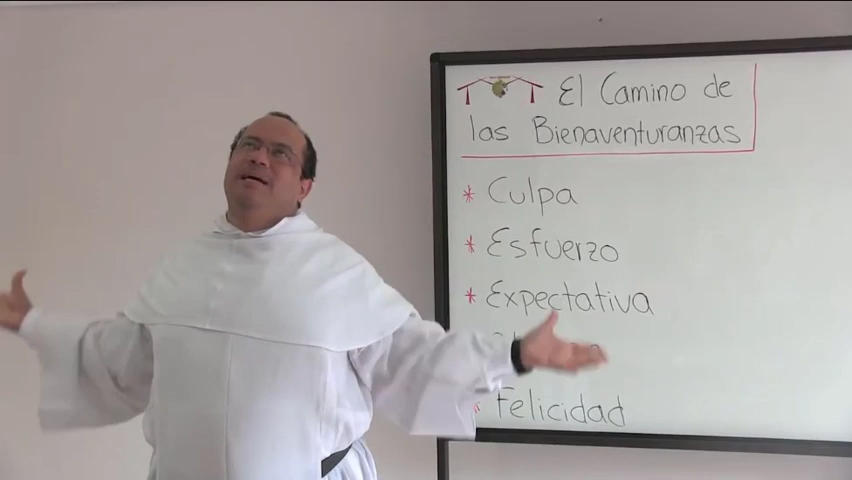 El Camino de
las Bienaventuranzas
* Culpa
* Esfuerzo
* Expectativa
* Felicidad